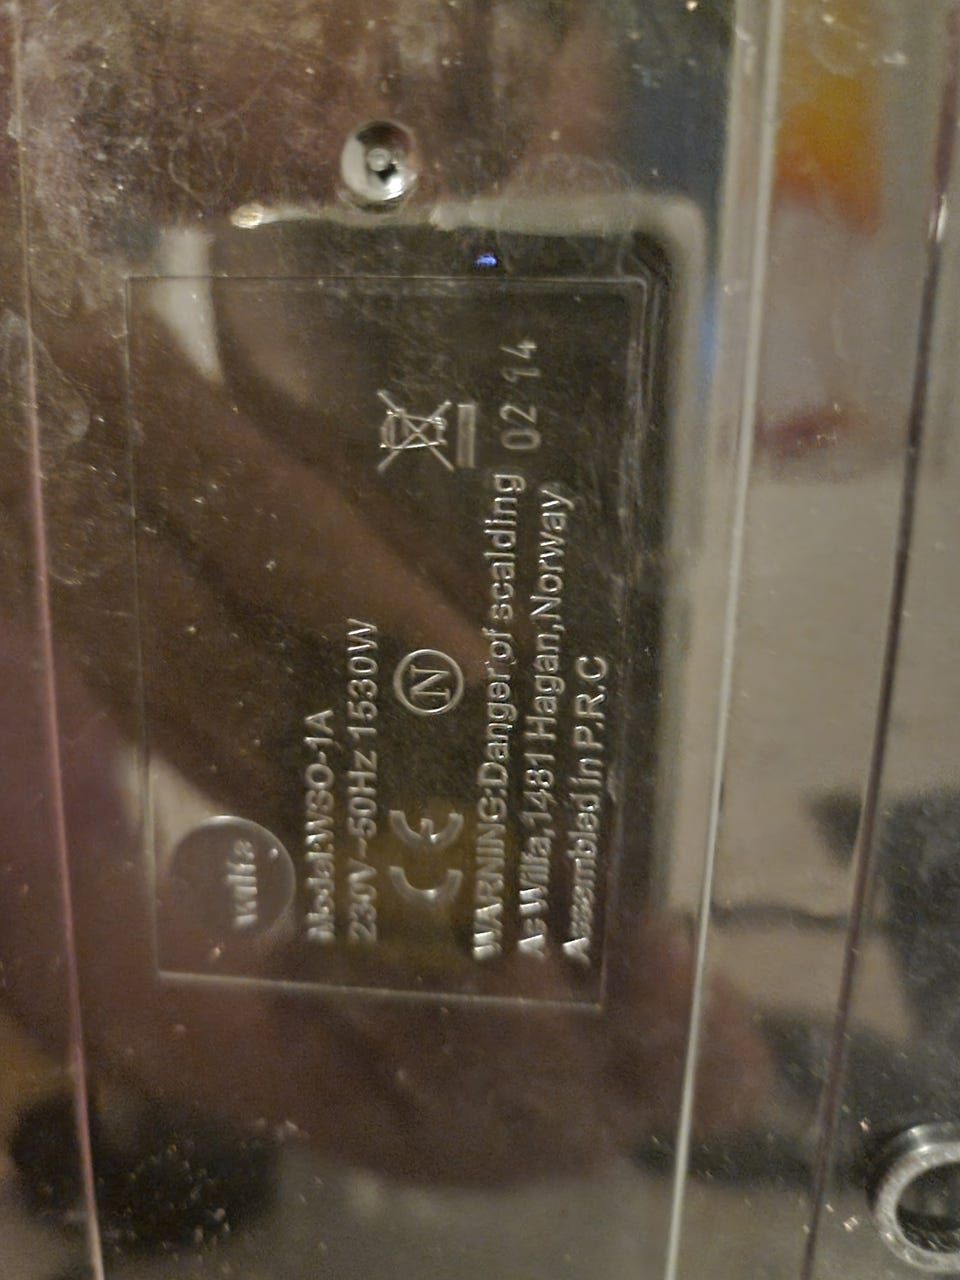 wilfa
Model:WSO-1A
230V~50Hz 1530W
CE N
WARNING:Danger of scalding 02 14
As Wilfa,1481 Hagan,Norway
Assembled in P.R.C